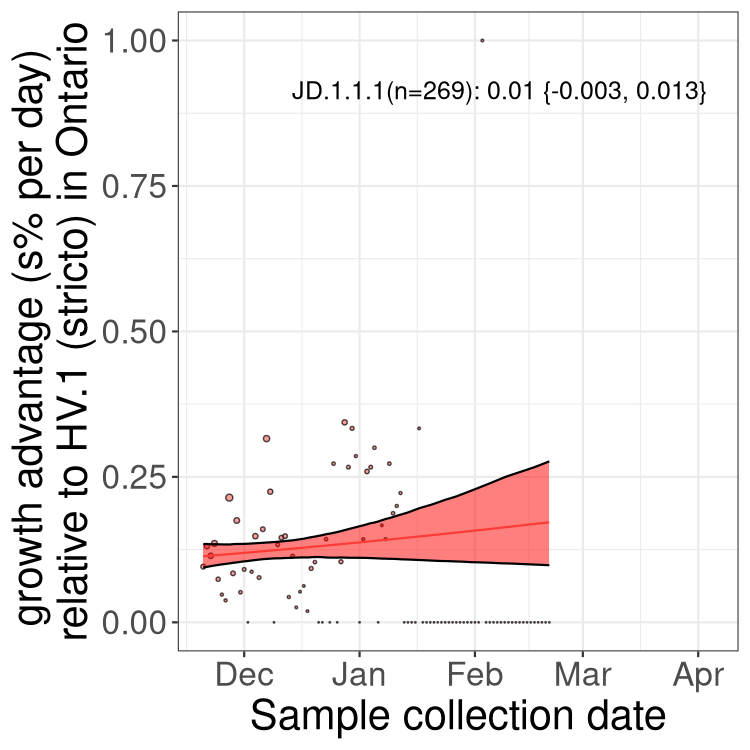 growth advantage (s% per day)
relative to HV.1 (stricto) in Ontario
1.00
0.75
0.50
0.25
0.00
JD.1.1.1(n=269): 0.01 {-0.003, 0.013}
Dec Jan Feb Mar Apr
Sample collection date